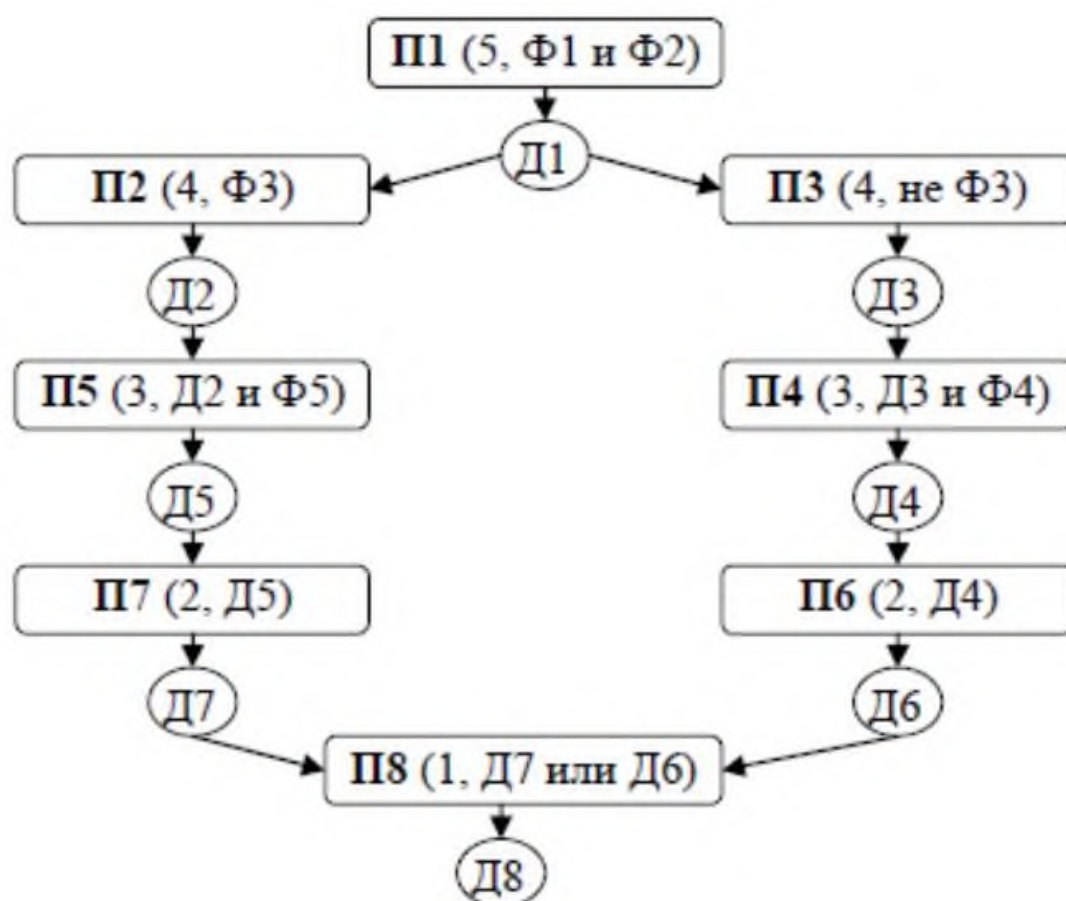 П1 (5, Ф1 и Ф2)
Д1
П2 (4, Ф3)
П3 (4, не Ф3)
Д2
Д3
П5 (3, Д2 и Ф5)
П4 (3, Д3 и Ф4)
Д5
Д4
П7 (2, Д5)
П6 (2, Д4)
Д7
Д6
П8 (1, Д7 или Д6)
Д8